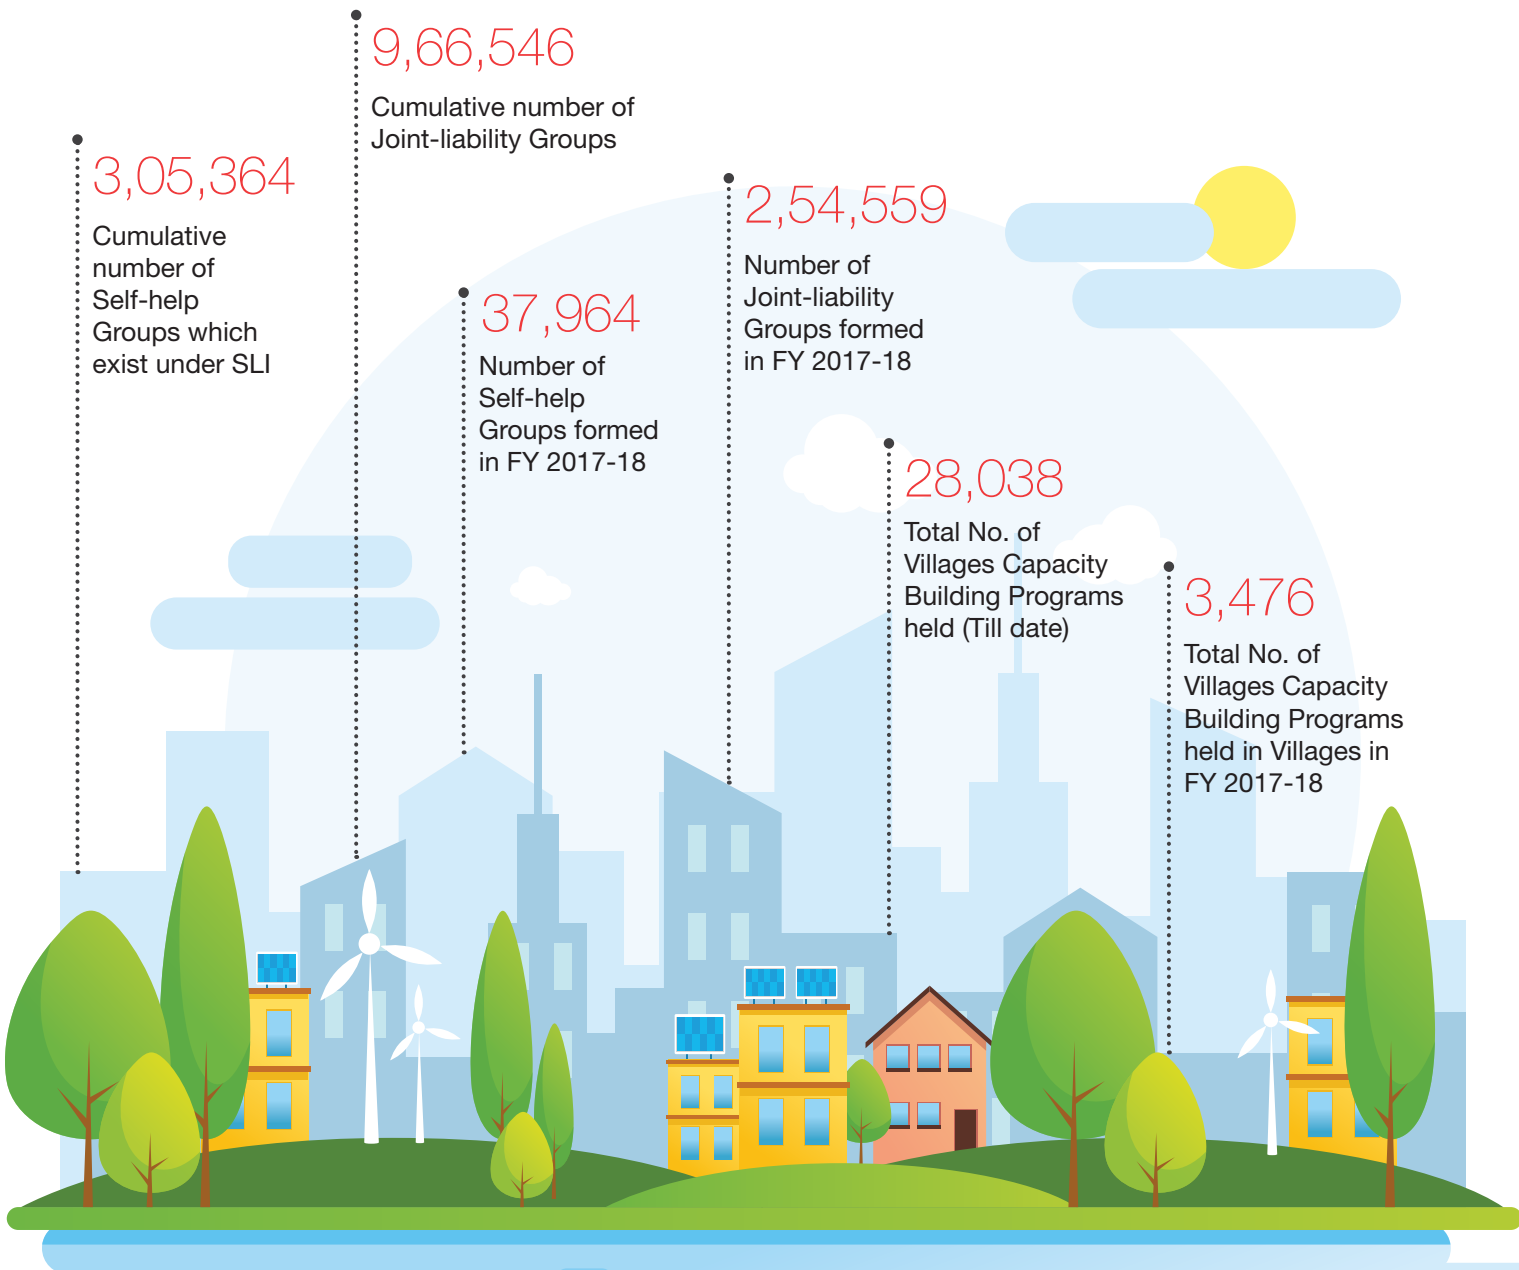 9,66,546
Cumulative number of
Joint-liability Groups
3,05,364
Cumulative
number of
Self-help
Groups which
exist under SLI
2,54,559
Number of
Joint-liability
Groups formed
in FY 2017-18
37,964
Number of
Self-help
Groups formed
in FY 2017-18
28,038
Total No. of
Villages Capacity
Building Programs
held (Till date)
3,476
Total No. of
Villages Capacity
Building Programs
held in Villages in
FY 2017-18